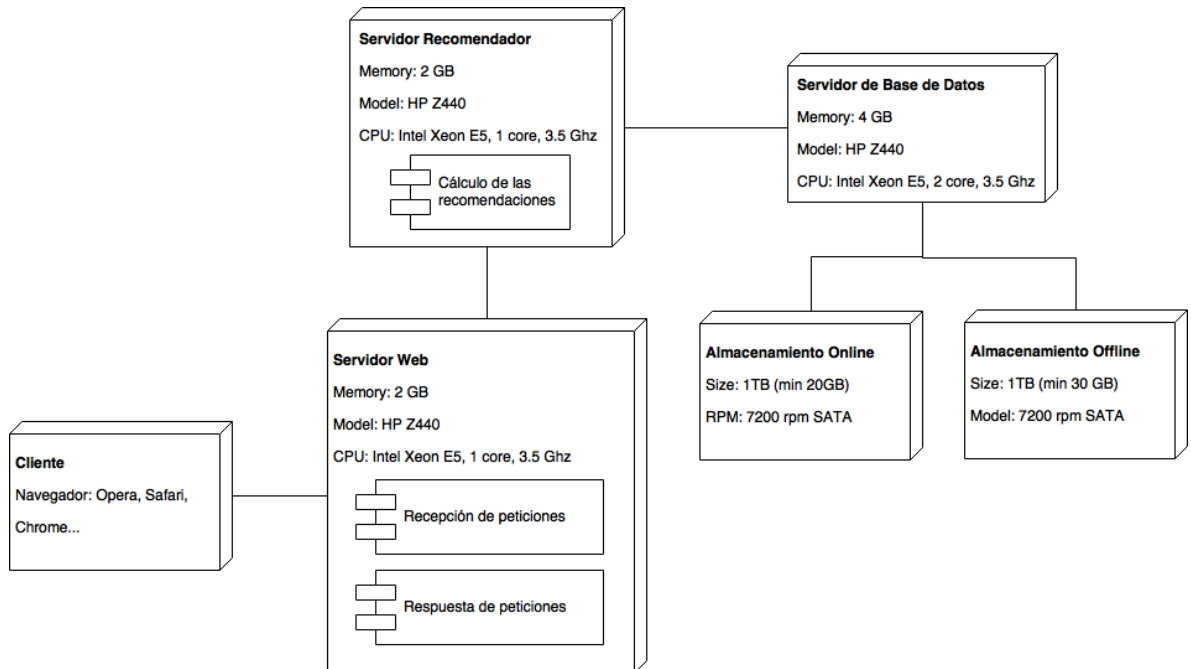 Servidor Recomendador
Memory: 2 GB
Model: HP Z440
CPU: Intel Xeon E5, 1 core, 3.5 Ghz
Cálculo de las
recomendaciones
Servidor de Base de Datos
Memory: 4 GB
Model: HP Z440
CPU: Intel Xeon E5, 2 core, 3.5 Ghz
Almacenamiento Online
Size: 1TB (min 20GB)
RPM: 7200 rpm SATA
Almacenamiento Offline
Size: 1TB (min 30 GB)
Model: 7200 rpm SATA
Servidor Web
Memory: 2 GB
Model: HP Z440
CPU: Intel Xeon E5, 1 core, 3.5 Ghz
Recepción de peticiones
Respuesta de peticiones
Cliente
Navegador: Opera, Safari,
Chrome...